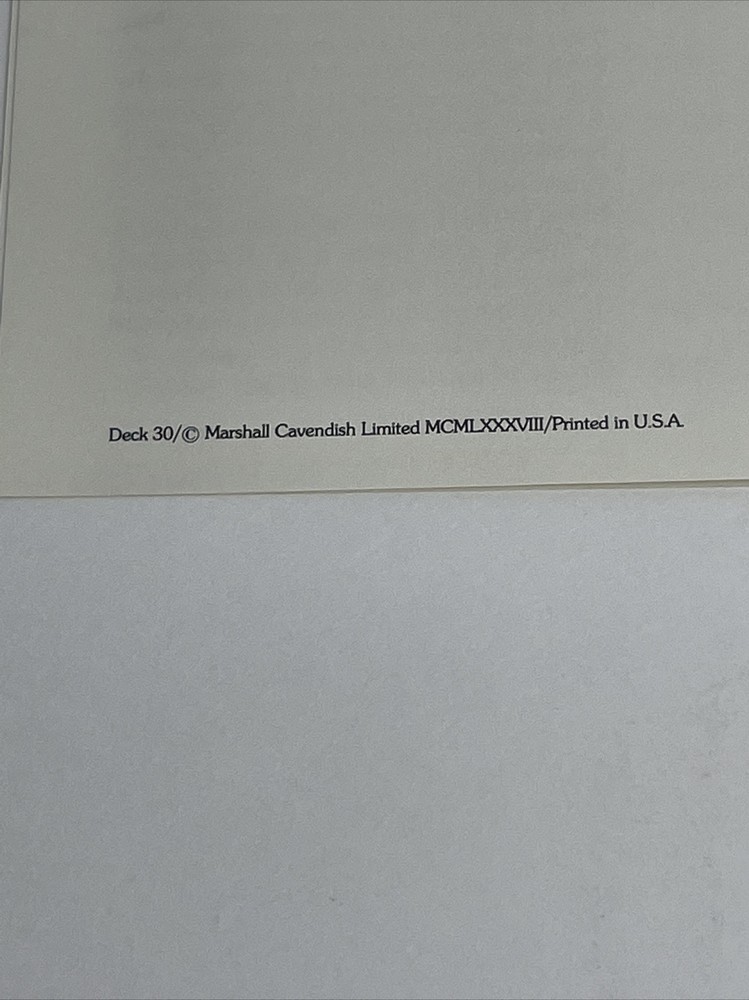 Deck 30/© Marshall Cavendish Limited MCMLXXXVIII/Printed in U.S.A.